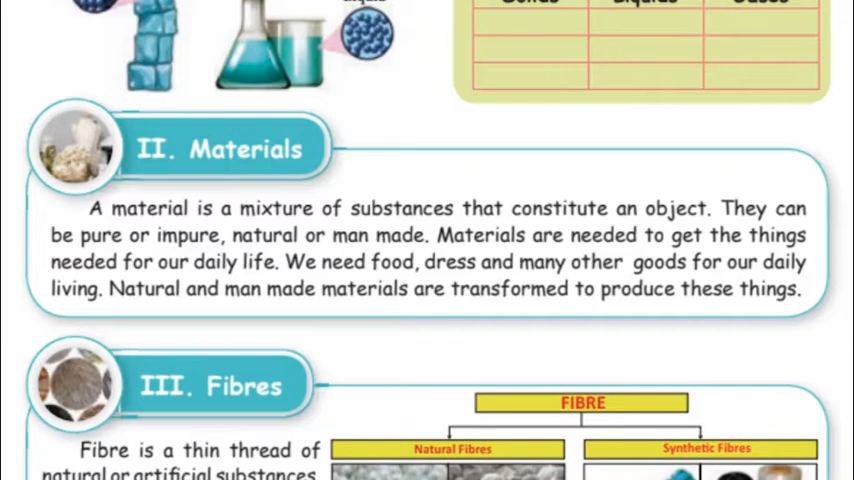 Solids Liquids Gases
II. Materials
A material is a mixture of substances that constitute an object. They can
be pure or impure, natural or man made. Materials are needed to get the things
needed for our daily life. We need food, dress and many other goods for our daily
living. Natural and man made materials are transformed to produce these things.
III. Fibres
FIBRE
Natural Fibres
Synthetic Fibres
Fibre is a thin thread of
natural or artificial substances.